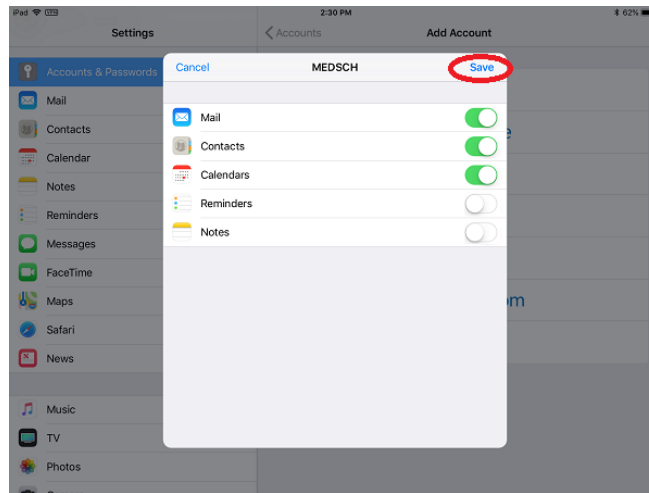 iPad 2:30 PM 62%
Settings
Accounts
Add Account
Accounts & Passwords
Mail
Contacts
Calendar
Notes
Reminders
Messages
FaceTime
Maps
Safari
News
Music
TV
Photos
Cancel MEDSCH Save
Mail
Contacts
Calendars
Reminders
Notes
e
om